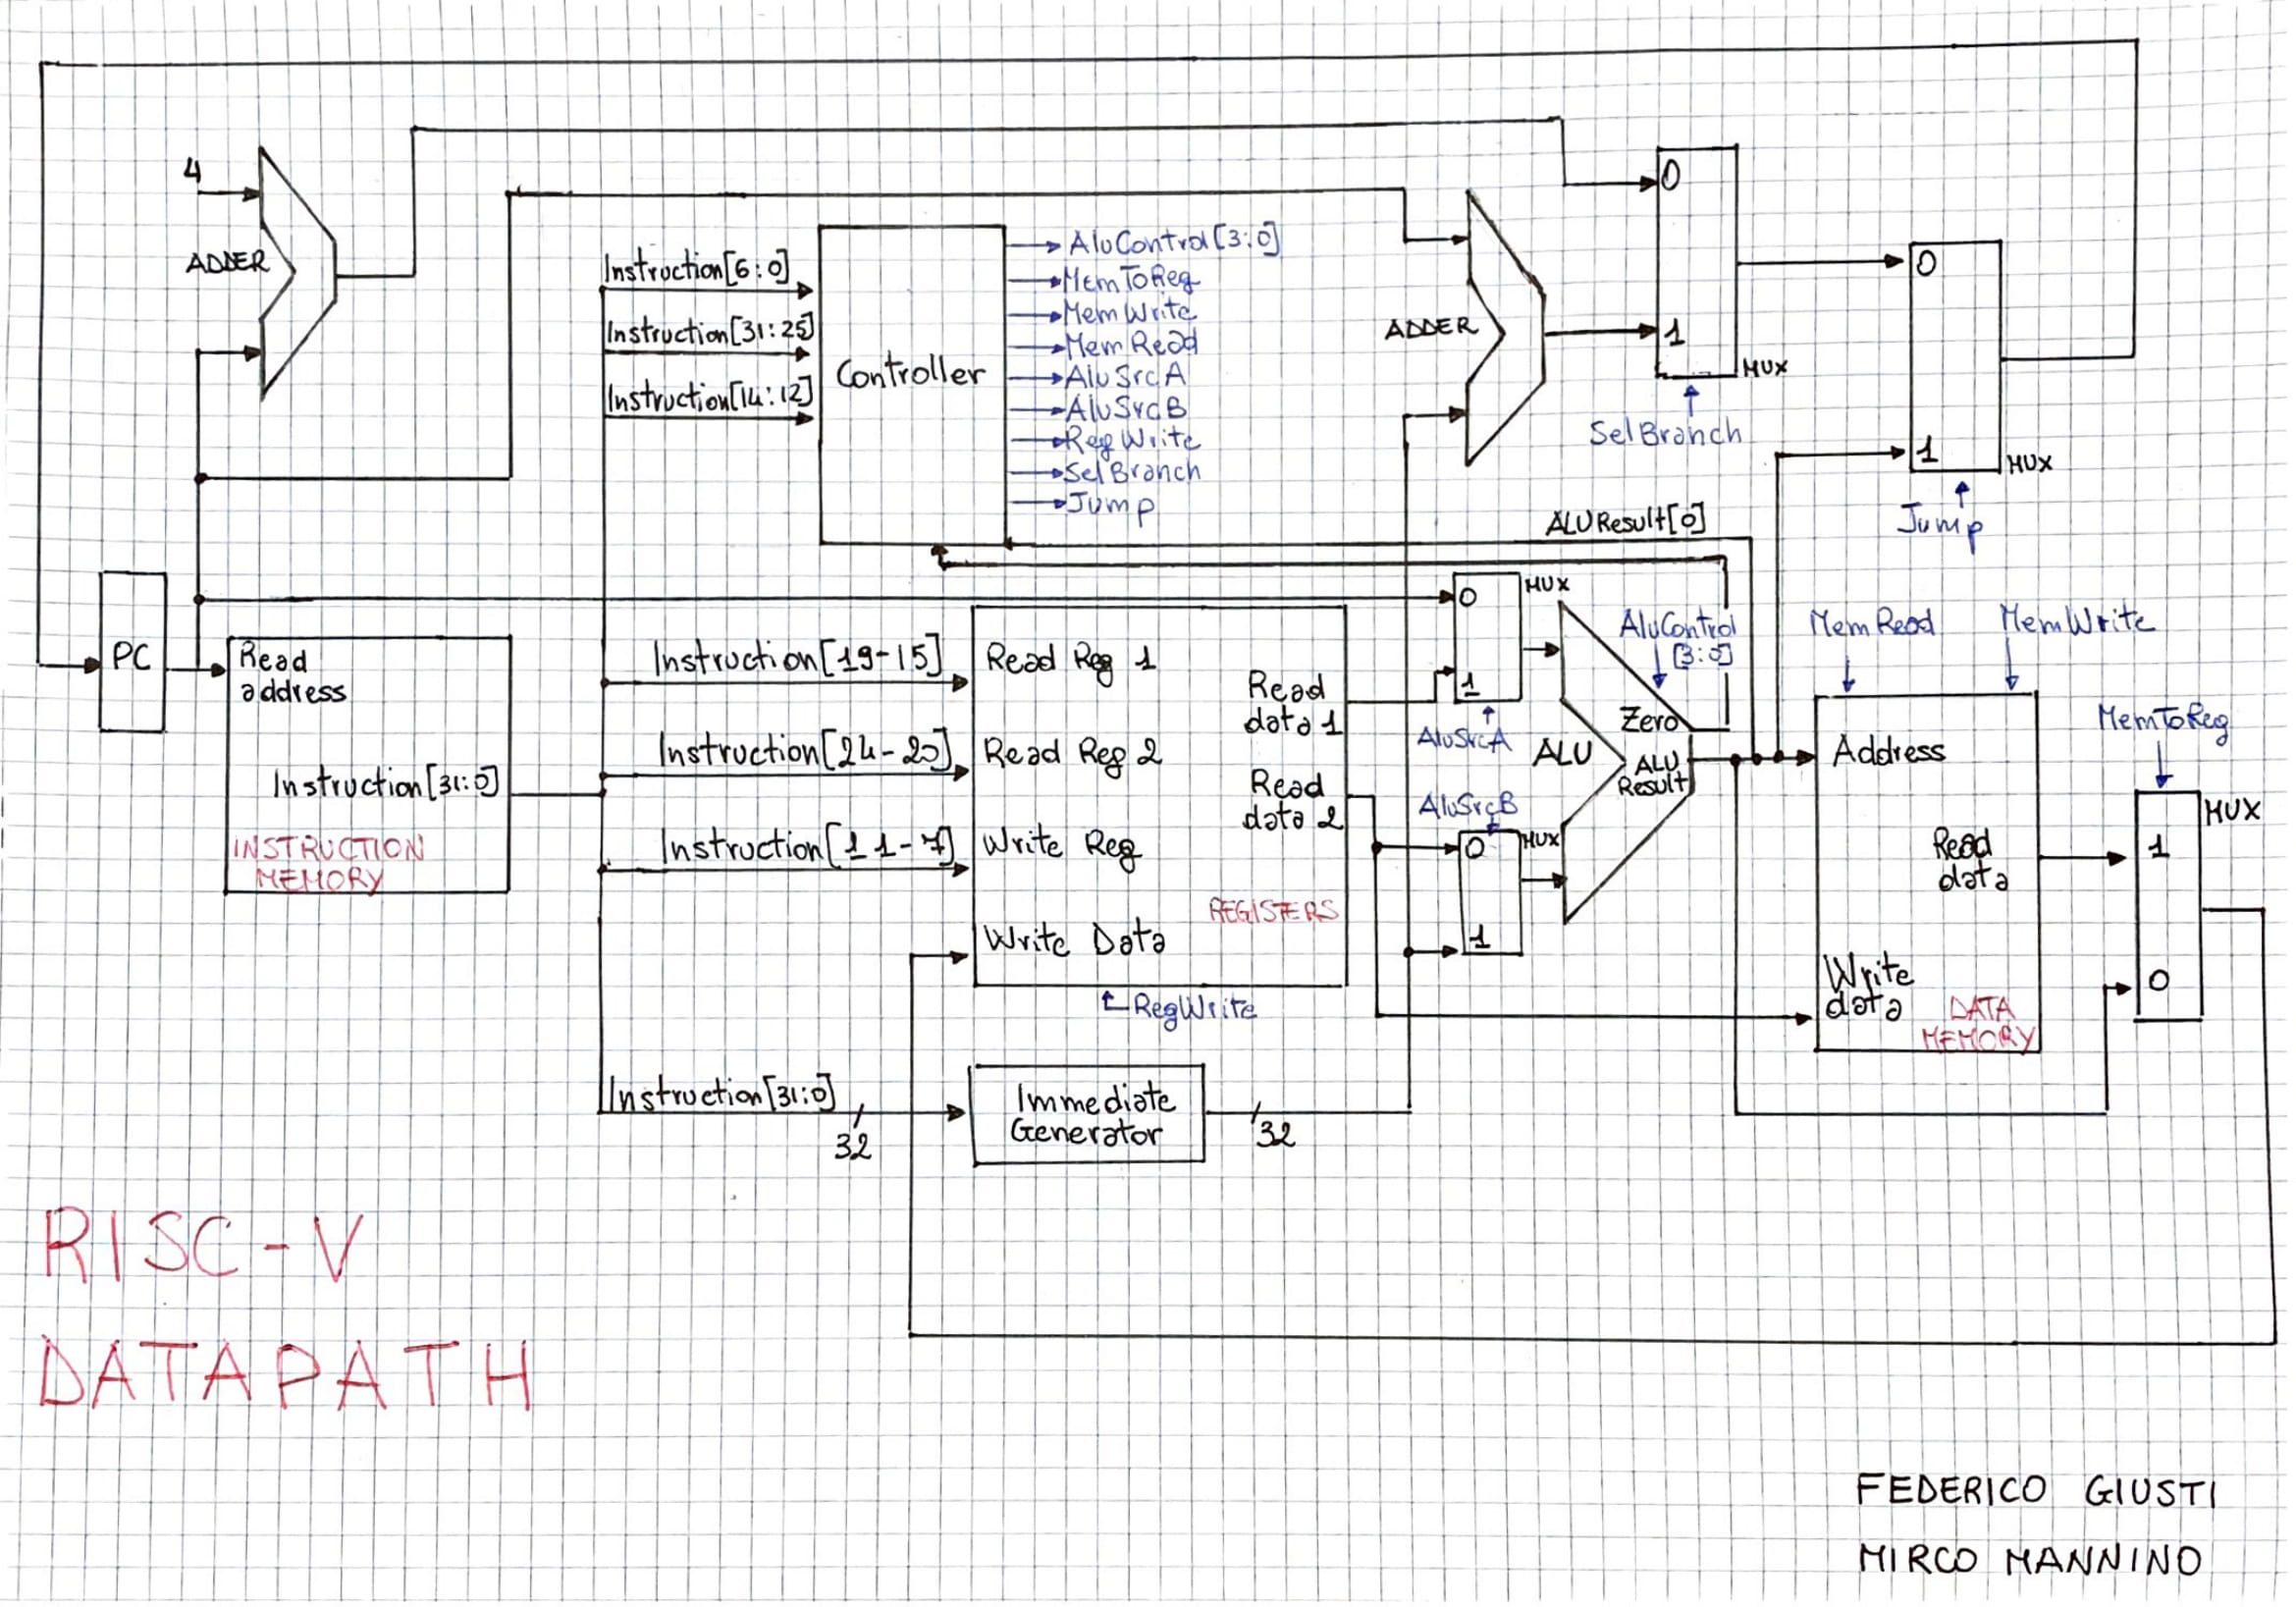 4
ADDER
Instruction[6:0]
Instruction[31:25]
Instruction[14:12]
Controller
AluControl[3:0]
MemToReg
MemWrite
MemRead
AluSrcA
AluSrcB
RegWrite
SelBranch
Jump
ADDER
0
1
MUX
SelBranch
0
1
MUX
Jump
ALUResult[0]
PC
Read
address
Instruction[31:0]
INSTRUCTION
MEMORY
Instruction[19-15]
Instruction[24-20]
Instruction[11-7]
Read Reg 1
Read Reg 2
Write Reg
Write Data
Read
data 1
Read
data 2
REGISTERS
RegWrite
0
1
MUX
AluSrcA
AluSrcB
0
1
MUX
ALU
AluControl
[3:0]
Zero
ALU
Result
MemRead
MemWrite
Address
Read
data
Write
data
DATA
MEMORY
MemToReg
MUX
1
0
Instruction[31:0]
32
Immediate
Generator
32
RISC-V
DATAPATH
FEDERICO GIUSTI
MIRCO MANNINO